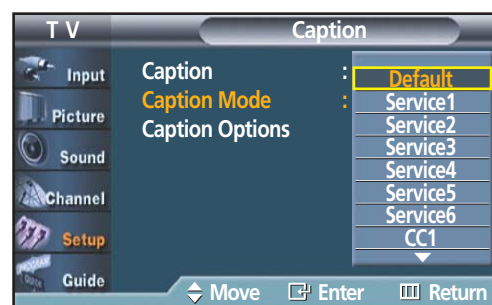 T V
Caption
Input
Picture
Sound
Channel
Setup
Guide
Caption :
Caption Mode :
Caption Options
Default
Service1
Service2
Service3
Service4
Service5
Service6
CC1
Move Enter Return